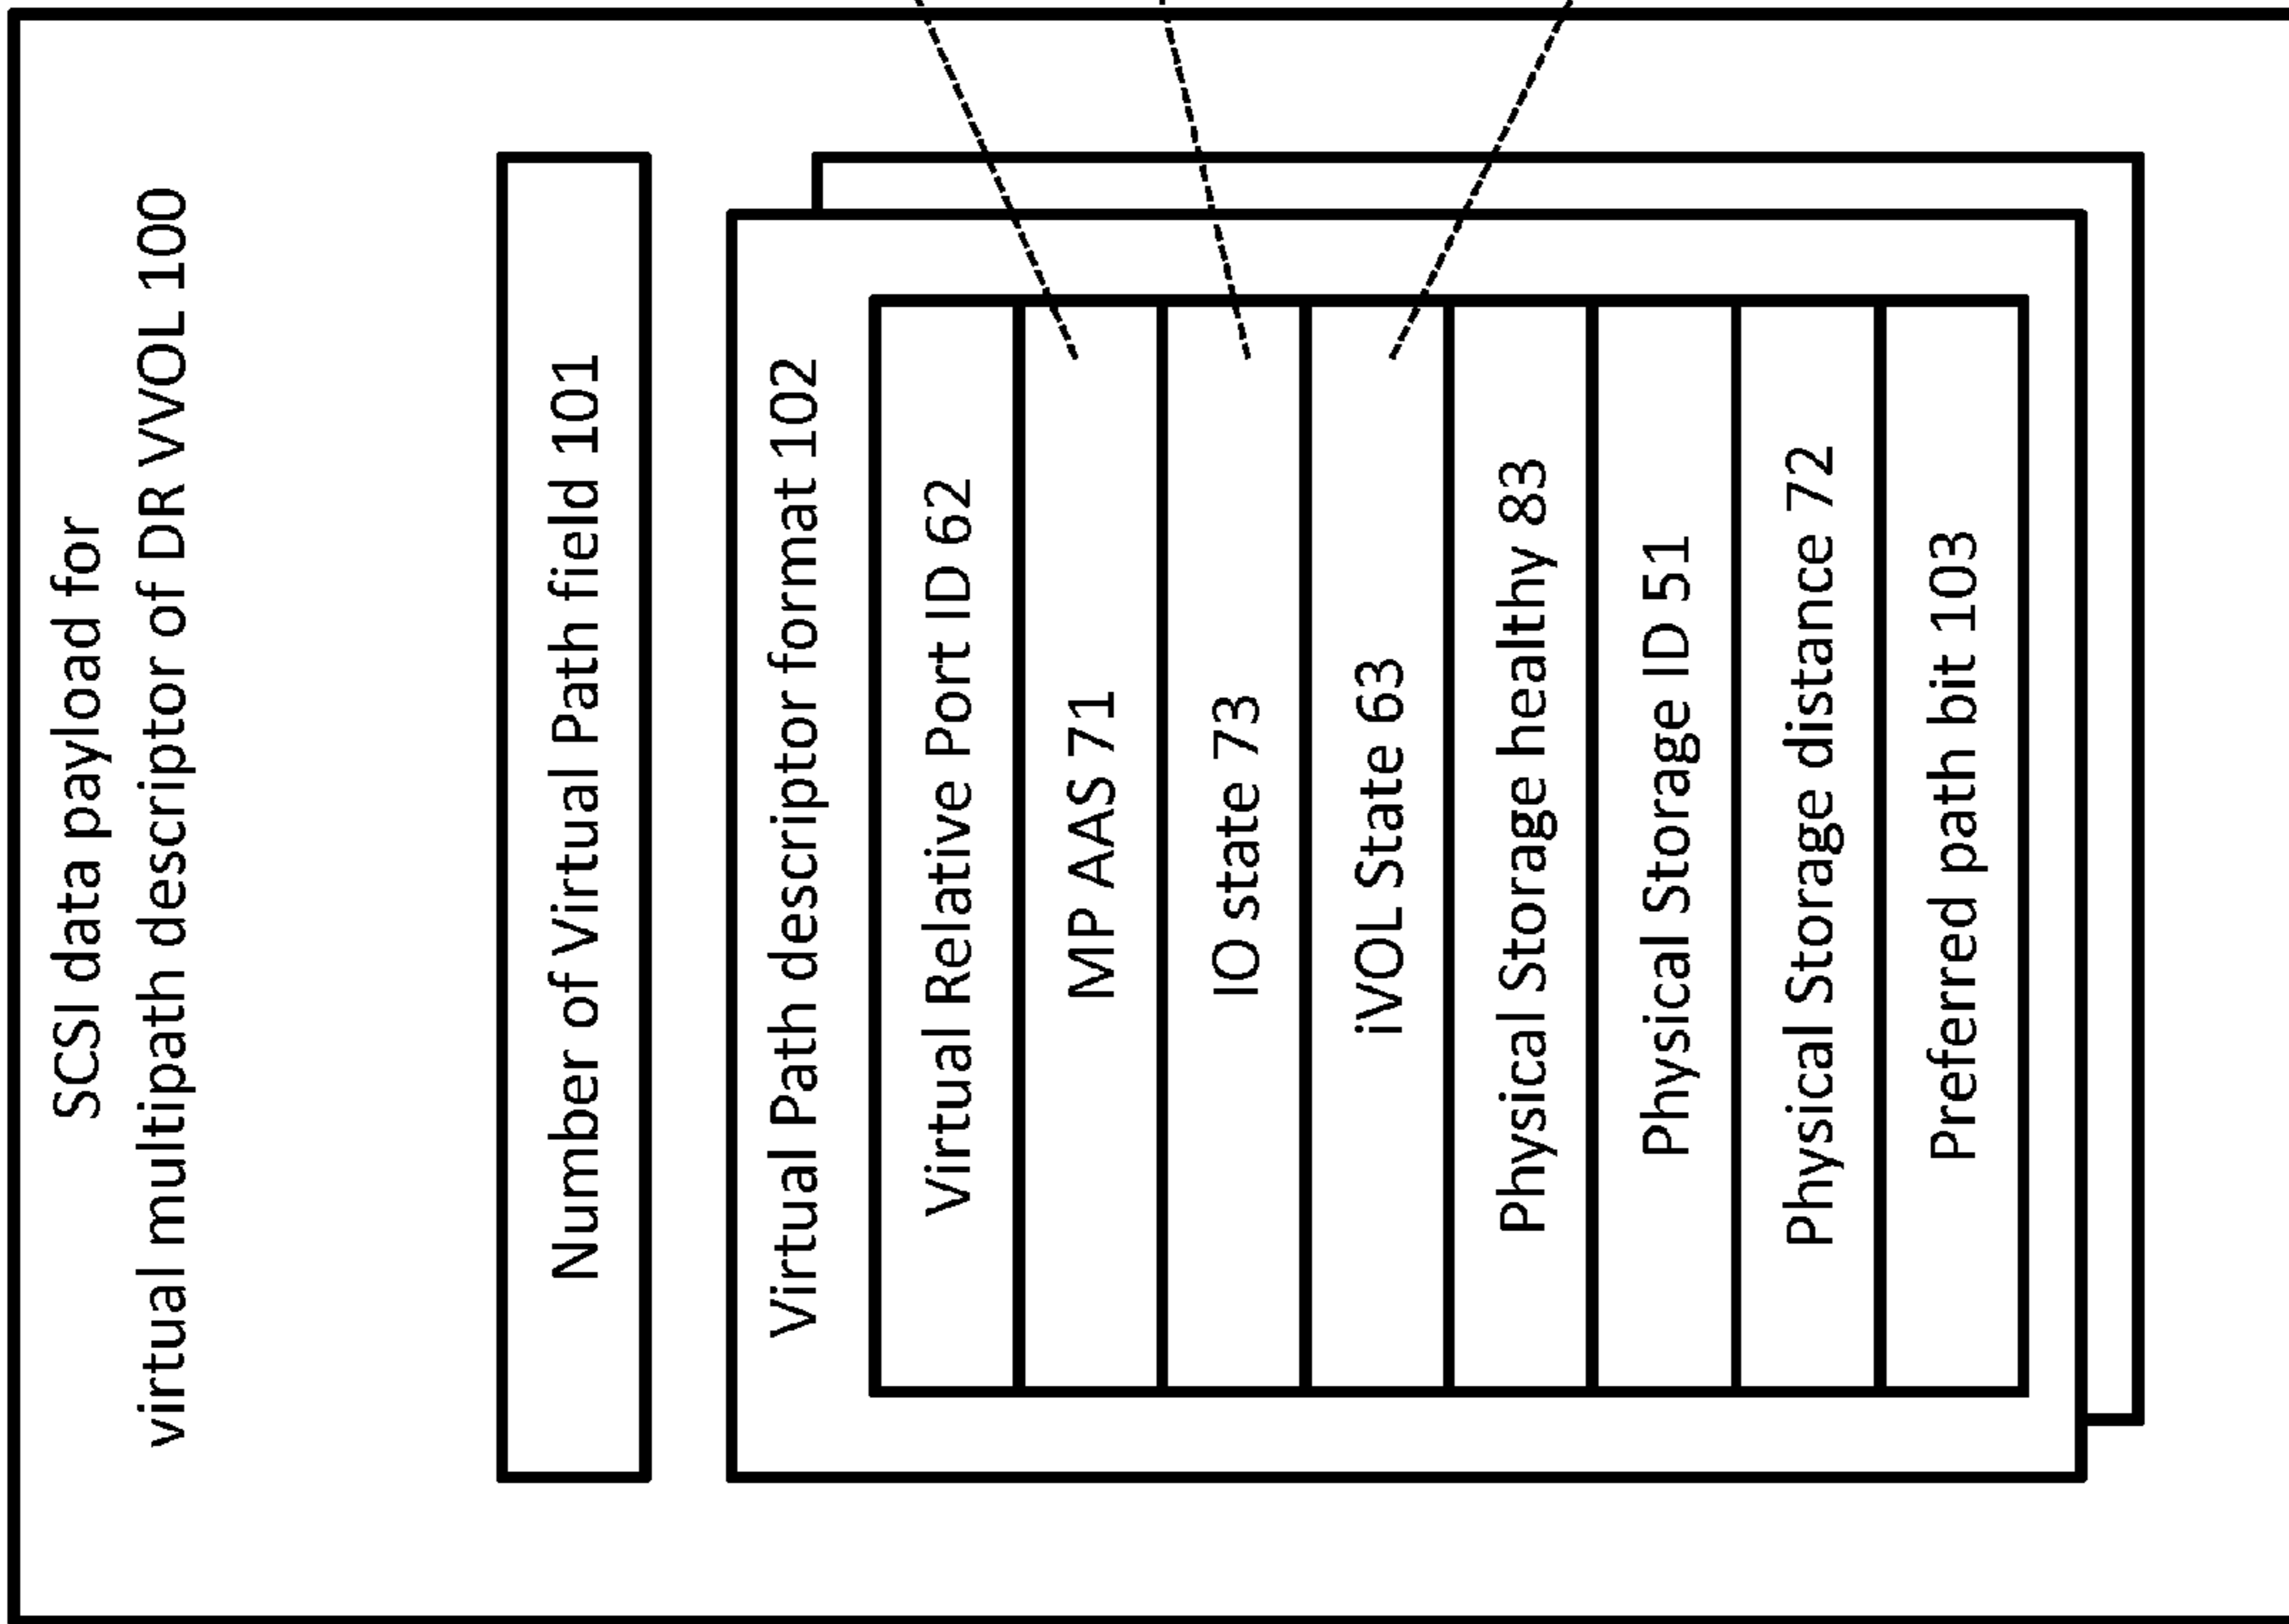 SCSI data payload for
virtual multipath descriptor of DR VVOL 100
Number of Virtual Path field 101
Virtual Path descriptor format 102
Virtual Relative Port ID 62
MP AAS 71
IO state 73
iVOL State 63
Physical Storage healthy 83
Physical Storage ID 51
Physical Storage distance 72
Preferred path bit 103